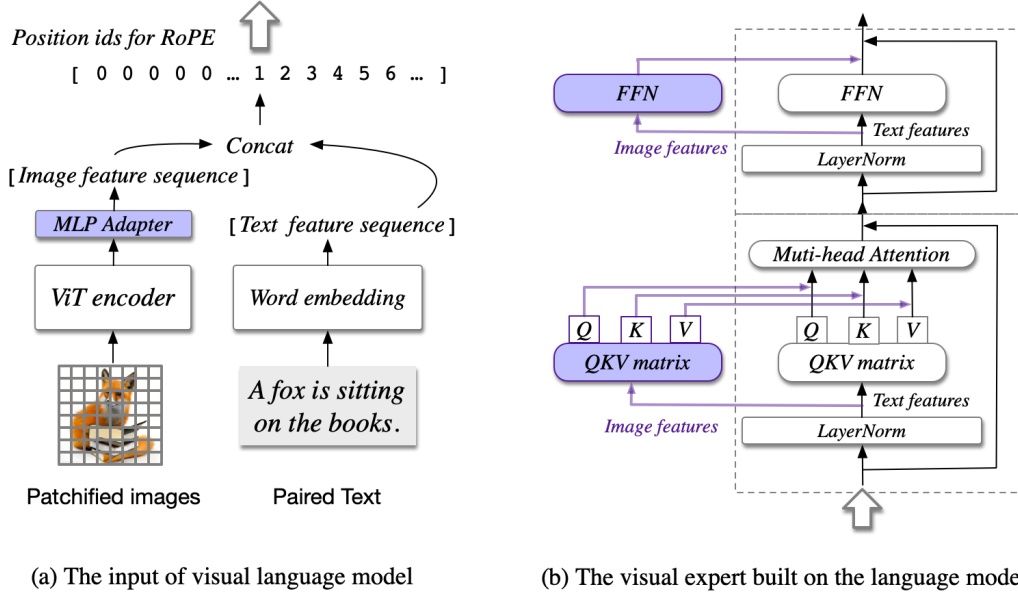 Position ids for RoPE
[ 0 0 0 0 0 ... 1 2 3 4 5 6 ... ]
Concat
[Image feature sequence]
MLP Adapter
[Text feature sequence]
ViT encoder
Word embedding
A fox is sitting
on the books.
Patchified images
Paired Text
(a) The input of visual language model
FFN
FFN
Image features
Text features
LayerNorm
Muti-head Attention
Q
K
V
Q
K
V
QKV matrix
QKV matrix
Image features
Text features
LayerNorm
(b) The visual expert built on the language mode